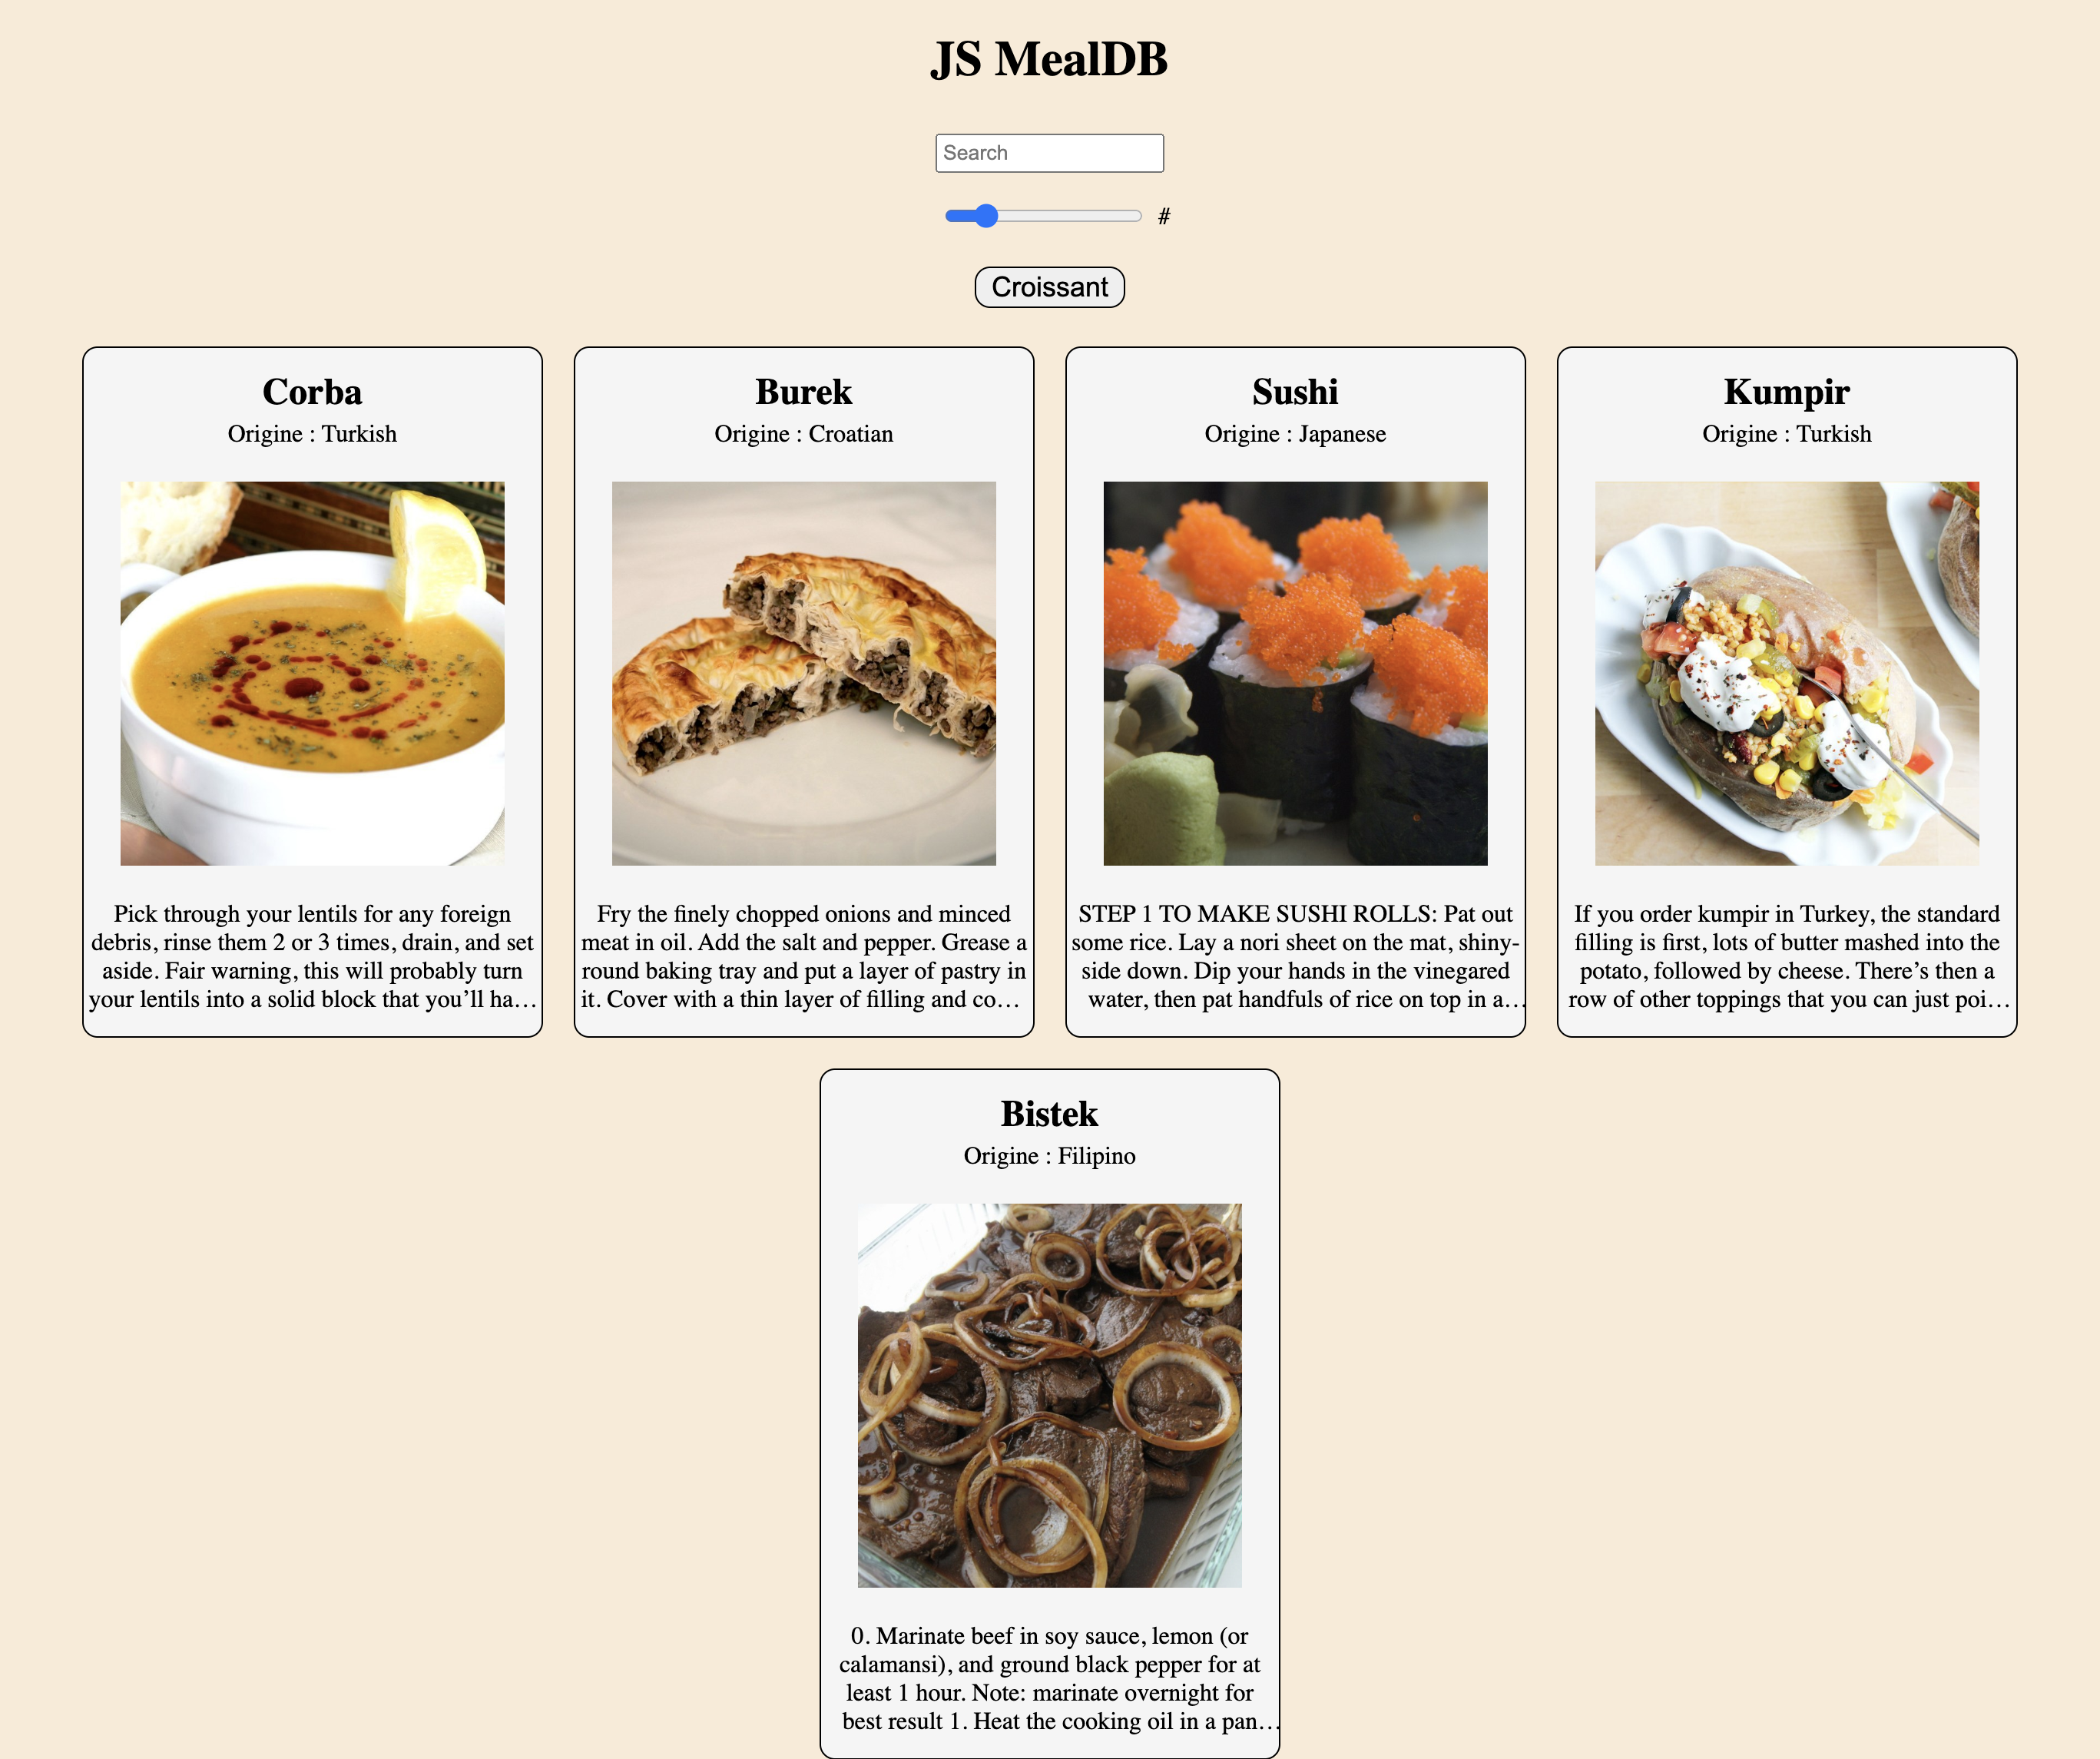 JS MealDB
Search
#
Croissant
Corba
Origine : Turkish
Pick through your lentils for any foreign
debris, rinse them 2 or 3 times, drain, and set
aside. Fair warning, this will probably turn
your lentils into a solid block that you’ll ha…
Burek
Origine : Croatian
Fry the finely chopped onions and minced
meat in oil. Add the salt and pepper. Grease a
round baking tray and put a layer of pastry in
it. Cover with a thin layer of filling and co…
Sushi
Origine : Japanese
STEP 1 TO MAKE SUSHI ROLLS: Pat out
some rice. Lay a nori sheet on the mat, shiny-
side down. Dip your hands in the vinegared
water, then pat handfuls of rice on top in a…
Kumpir
Origine : Turkish
If you order kumpir in Turkey, the standard
filling is first, lots of butter mashed into the
potato, followed by cheese. There’s then a
row of other toppings that you can just poi…
Bistek
Origine : Filipino
0. Marinate beef in soy sauce, lemon (or
calamansi), and ground black pepper for at
least 1 hour. Note: marinate overnight for
best result 1. Heat the cooking oil in a pan…